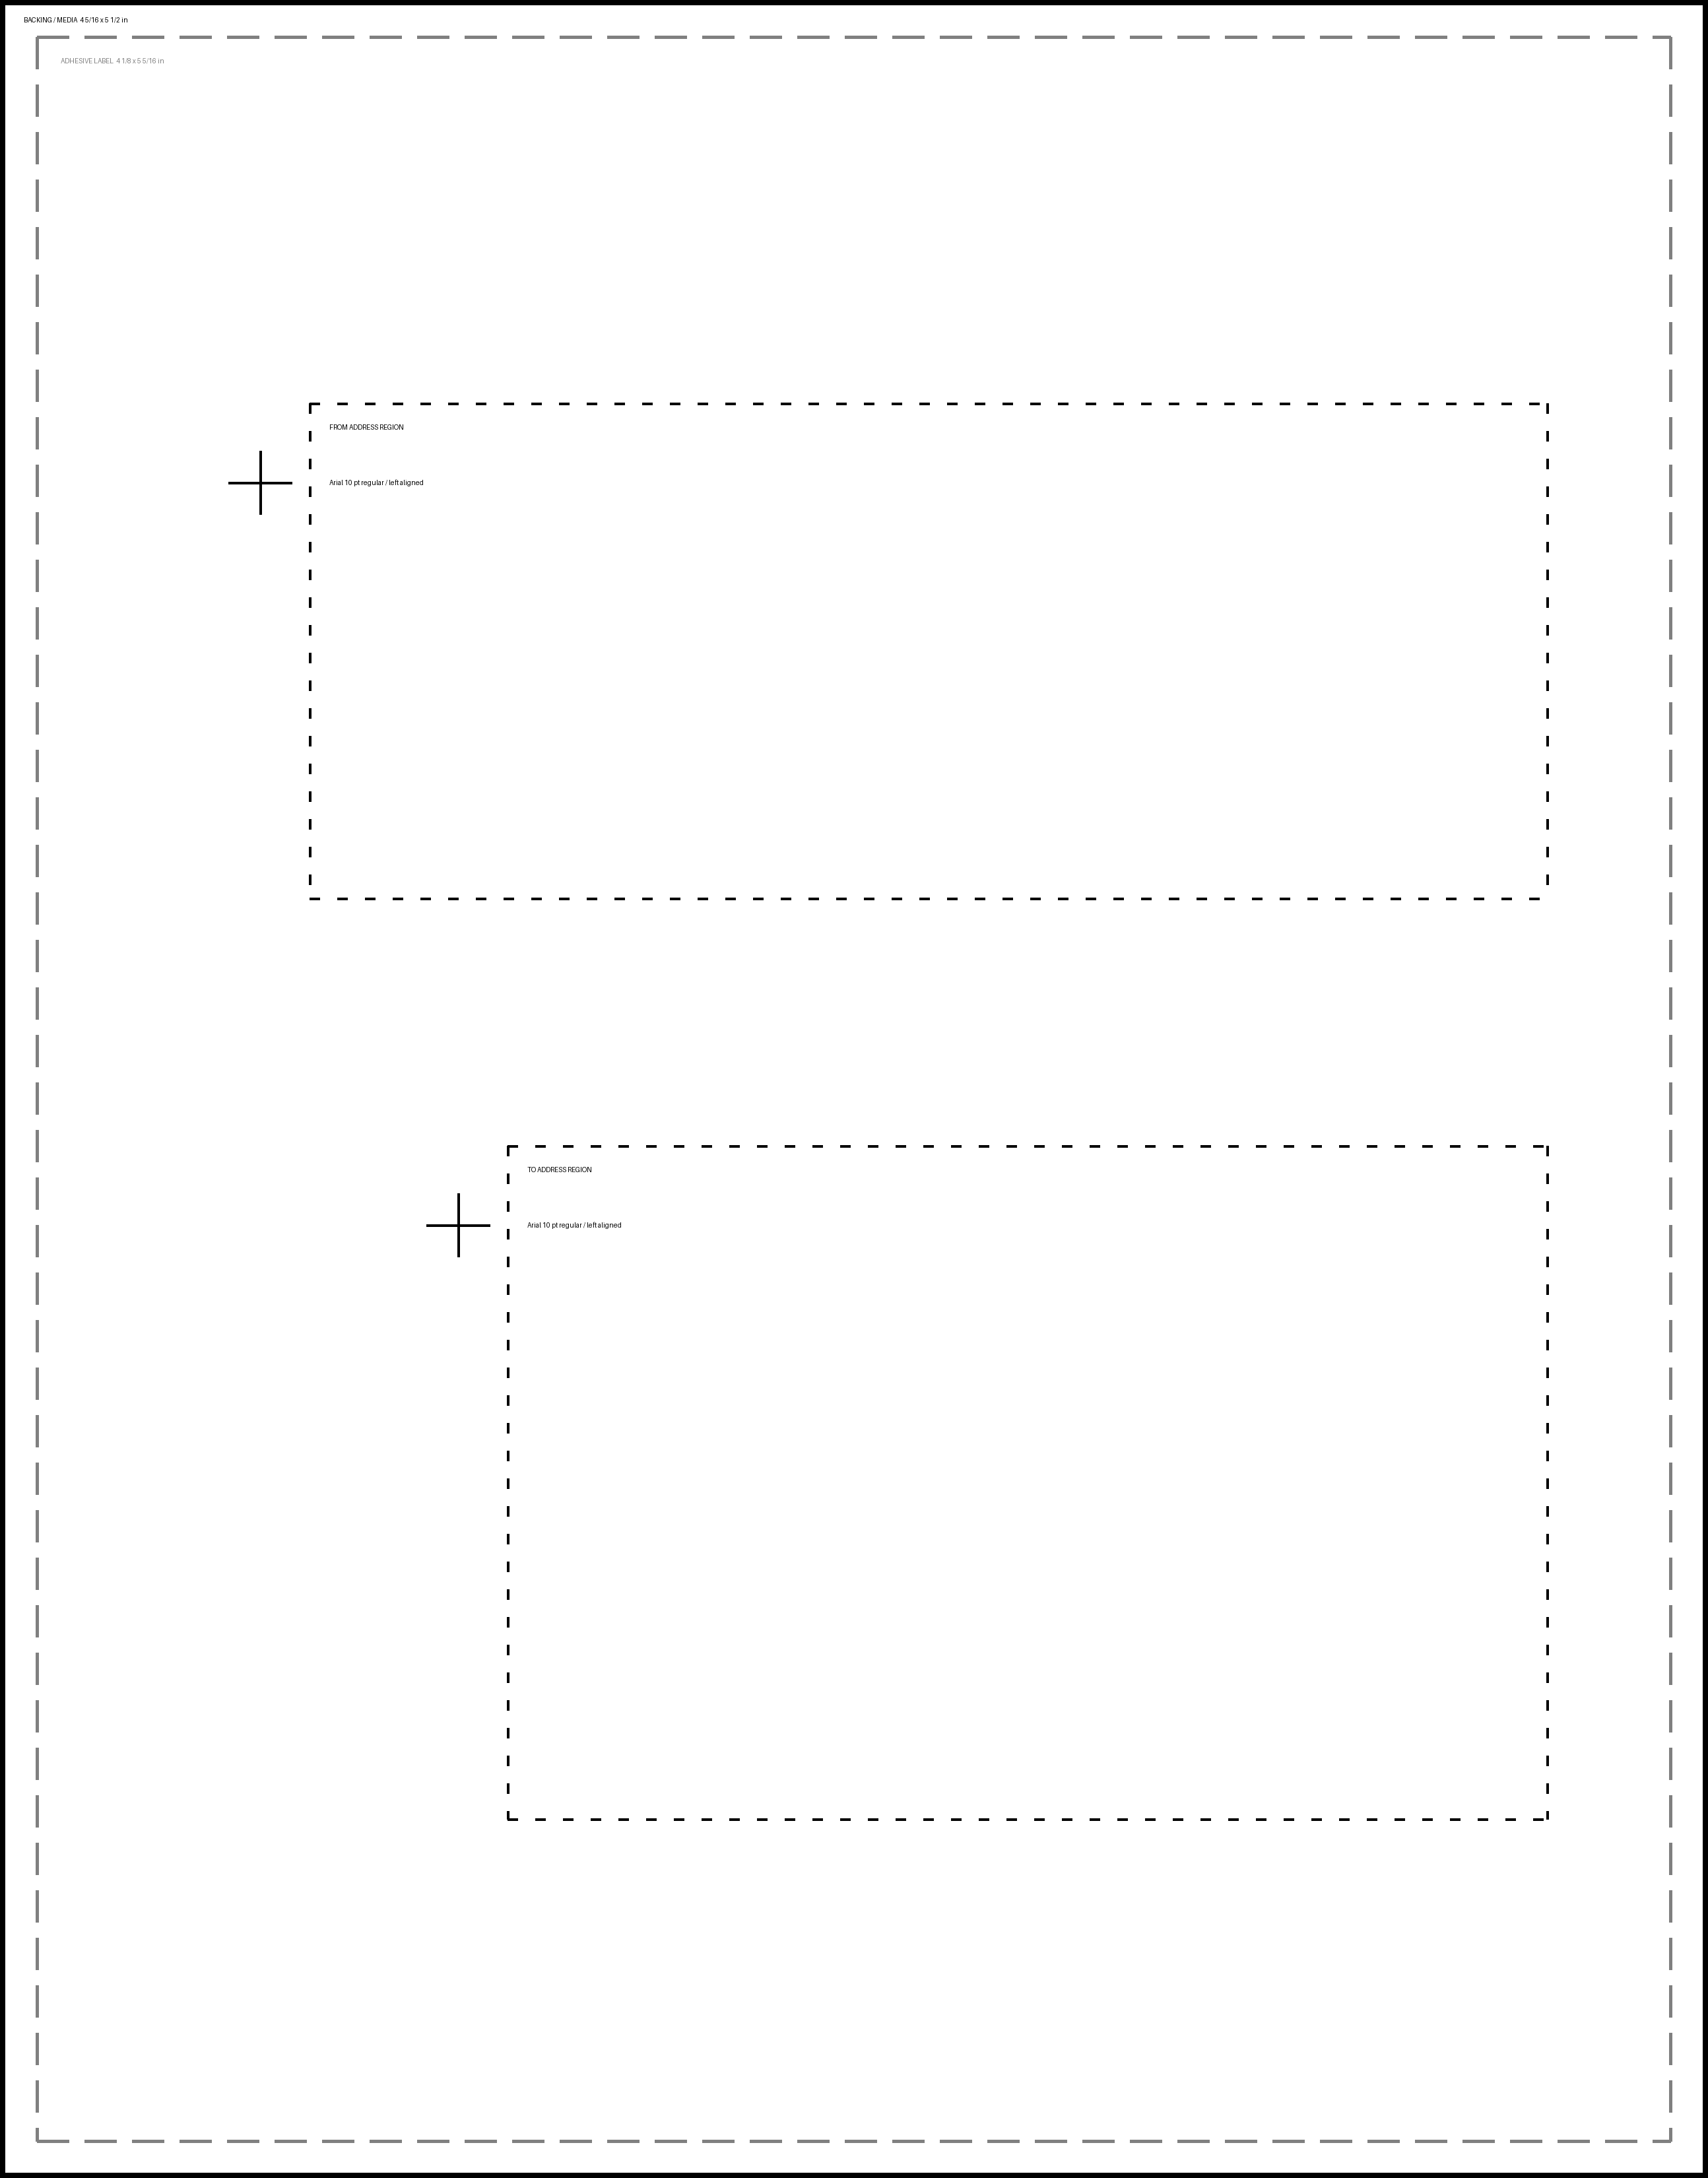 BACKING / MEDIA 4 5/16 x 5 1/2 in
ADHESIVE LABEL 4 1/8 x 5 5/16 in
FROM ADDRESS REGION
Arial 10 pt regular / left aligned
TO ADDRESS REGION
Arial 10 pt regular / left aligned